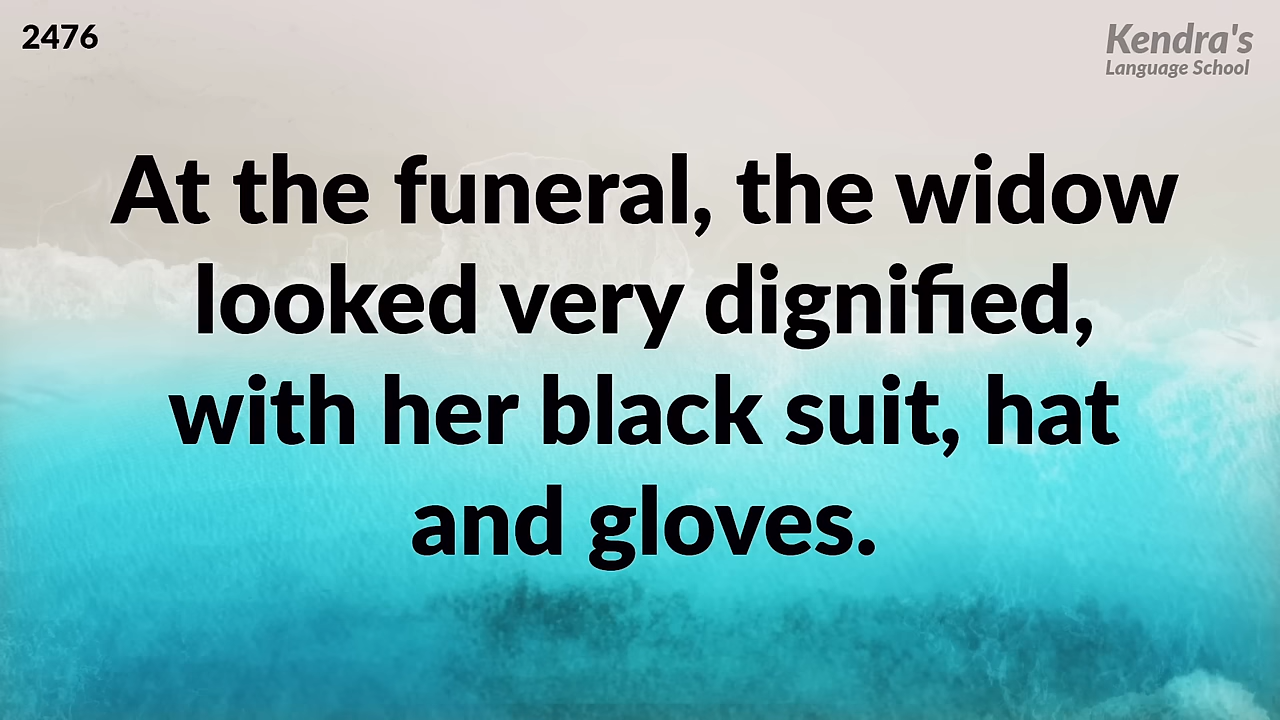 2476
Kendra's
Language School
At the funeral, the widow
looked very dignified,
with her black suit, hat
and gloves.